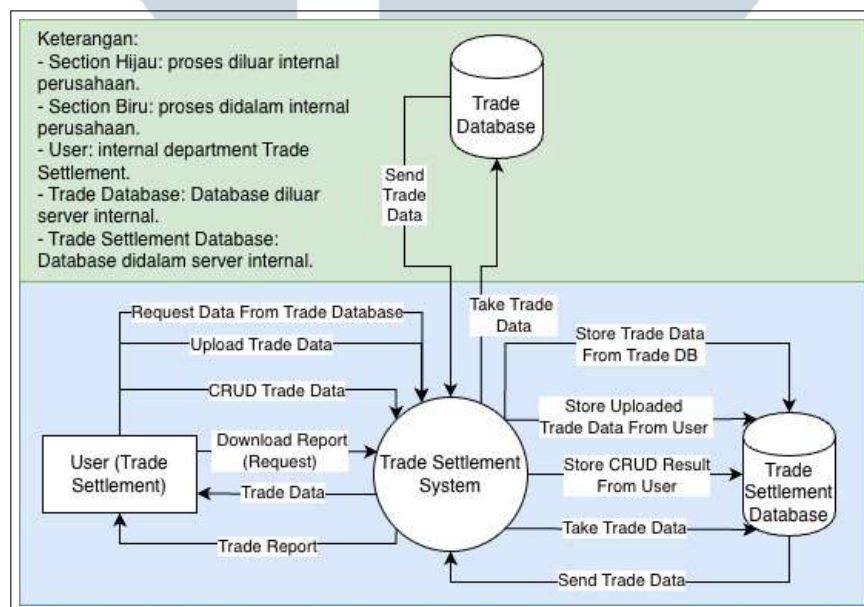 Keterangan:
- Section Hijau: proses diluar internal
perusahaan.
- Section Biru: proses didalam internal
perusahaan.
- User: internal department Trade
Settlement.
- Trade Database: Database diluar
server internal.
- Trade Settlement Database:
Database didalam server internal.
Trade
Database
Send
Trade
Data
Take Trade
Data
Request Data From Trade Database
Upload Trade Data
CRUD Trade Data
Download Report
(Request)
Trade Data
Trade Report
User (Trade
Settlement)
Trade Settlement
System
Store Trade Data
From Trade DB
Store Uploaded
Trade Data From User
Store CRUD Result
From User
Take Trade Data
Send Trade Data
Trade
Settlement
Database